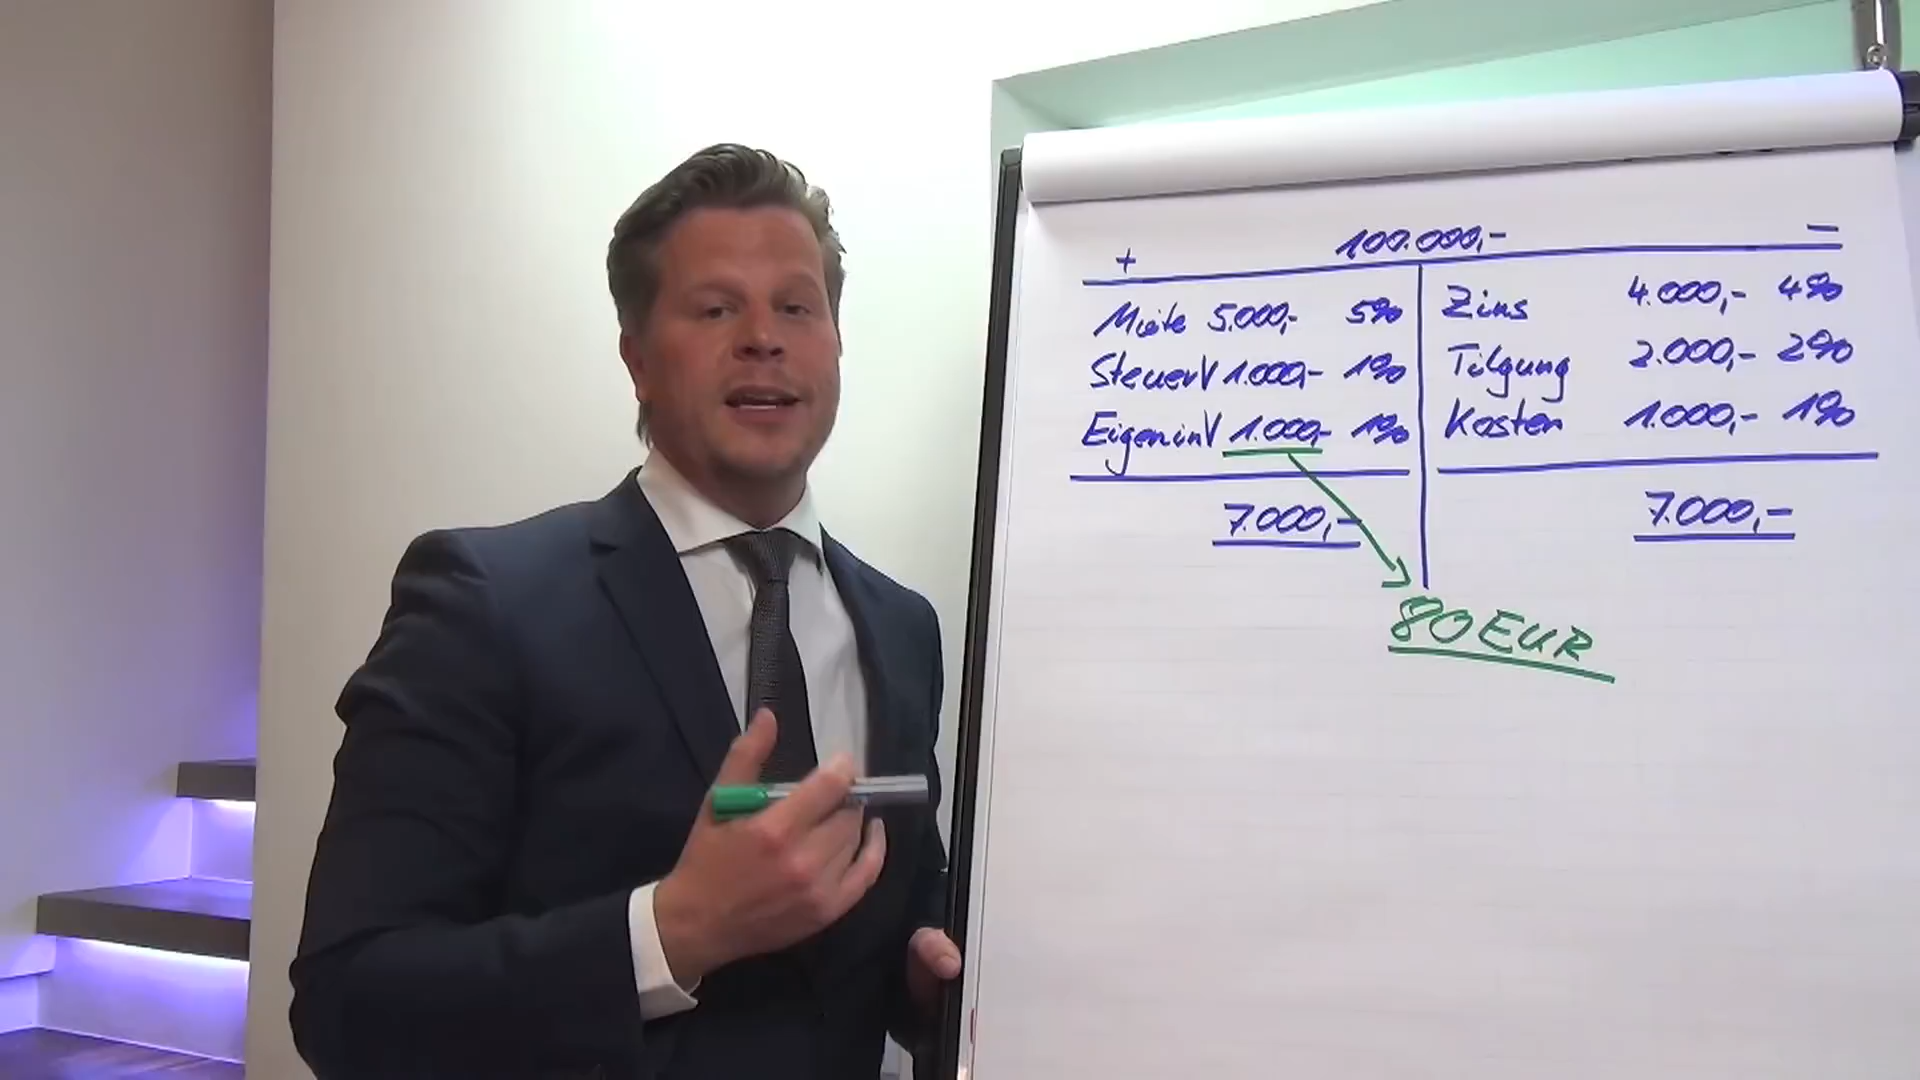 100.000,-
+ -
Miete 5.000,- 5%
SteuerV 1.000,- 1%
EigeninV 1.000,- 1%
7.000,-
Zins 4.000,- 4%
Tilgung 2.000,- 2%
Kosten 1.000,- 1%
7.000,-
80 EUR